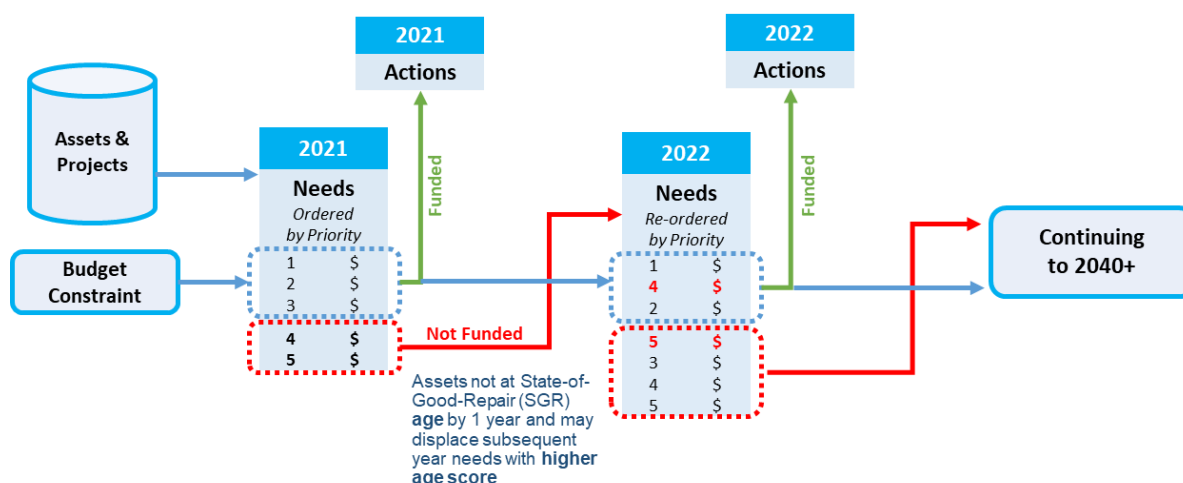 2021
Actions
2022
Actions
Assets &
Projects
2021
Needs
Ordered
by Priority
1 $
2 $
3 $
4 $
5 $
Funded
Budget
Constraint
Not Funded
Assets not at State-of-
Good-Repair (SGR)
age by 1 year and may
displace subsequent
year needs with higher
age score
2022
Needs
Re-ordered
by Priority
1 $
4 $
2 $
5 $
3 $
4 $
5 $
Funded
Continuing
to 2040+